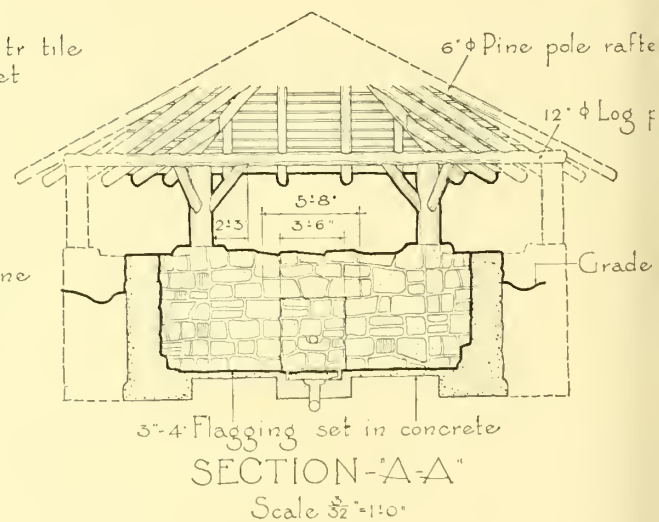 tr tile
et
6"φ Pine pole rafte
12"φ Log p
5'-8"
2'-3
3'-6"
ne
Grade
3"-4" Flagging set in concrete
SECTION-"A-A"
Scale 3/32"=1'-0"